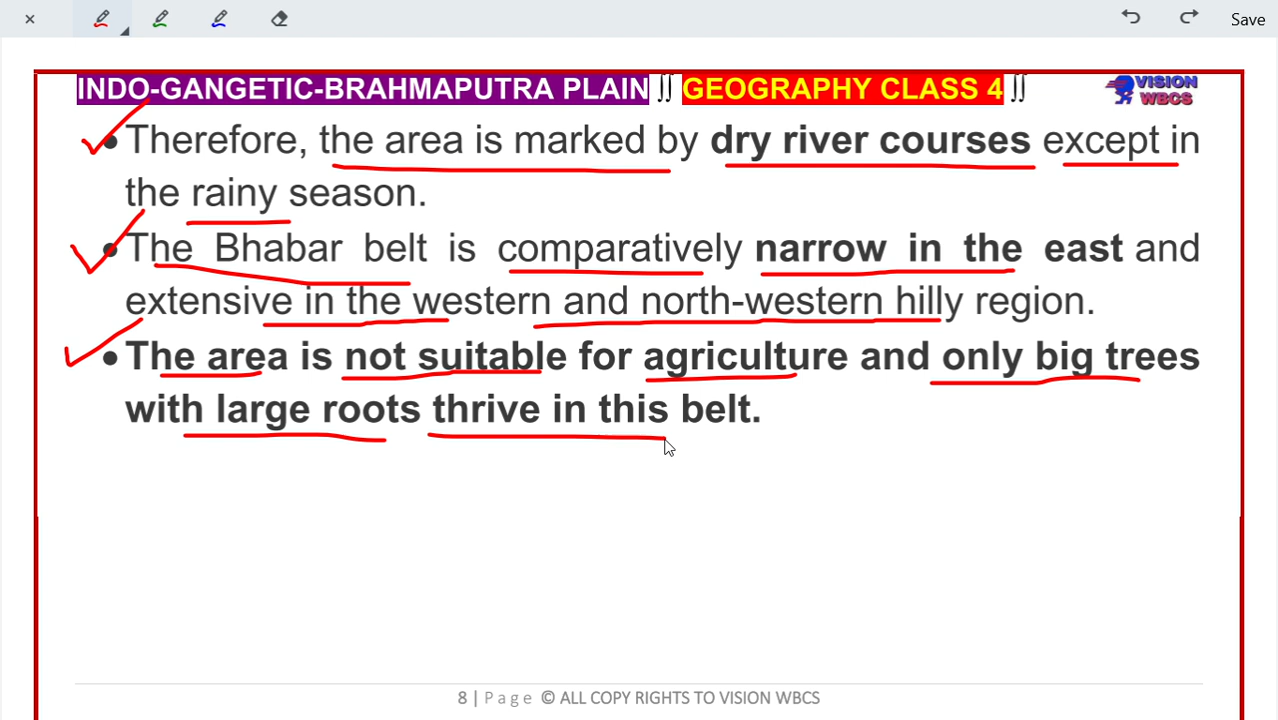 Save
INDO-GANGETIC-BRAHMAPUTRA PLAIN || GEOGRAPHY CLASS 4 || VISION WBCS
• Therefore, the area is marked by dry river courses except in
the rainy season.
• The Bhabar belt is comparatively narrow in the east and
extensive in the western and north-western hilly region.
• The area is not suitable for agriculture and only big trees
with large roots thrive in this belt.
8 | Page © ALL COPY RIGHTS TO VISION WBCS